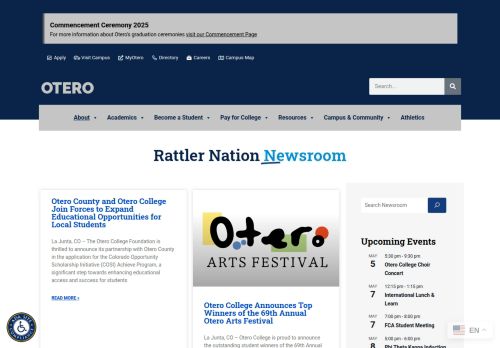 Commencement Ceremony 2025
For more information about Otero's graduation ceremonies visit our Commencement Page
Apply Visit Campus MyOtero Directory Careers Campus Map
OTERO
Search...
About Academics Become a Student Pay for College Resources Campus & Community Athletics
Rattler Nation Newsroom
Otero County and Otero College
Join Forces to Expand
Educational Opportunities for
Local Students
La Junta, CO – The Otero College Foundation is
thrilled to announce its partnership with Otero County
in the application for the Colorado Opportunity
Scholarship Initiative (COSI) Achieve Program, a
significant step towards enhancing educational
access and success for students
READ MORE »
Otero
ARTS FESTIVAL
Otero College Announces Top
Winners of the 69th Annual
Otero Arts Festival
La Junta, CO – Otero College is proud to announce
the outstanding student winners of the 69th Annual
Search Newsroom
Upcoming Events
MAY
5
5:30 pm - 9:30 pm
Otero College Choir
Concert
MAY
7
12:15 pm - 1:15 pm
International Lunch &
Learn
MAY
7
7:00 pm - 8:00 pm
FCA Student Meeting
MAY
8
5:00 pm - 6:00 pm
Phi Theta Kappa Induction
EN